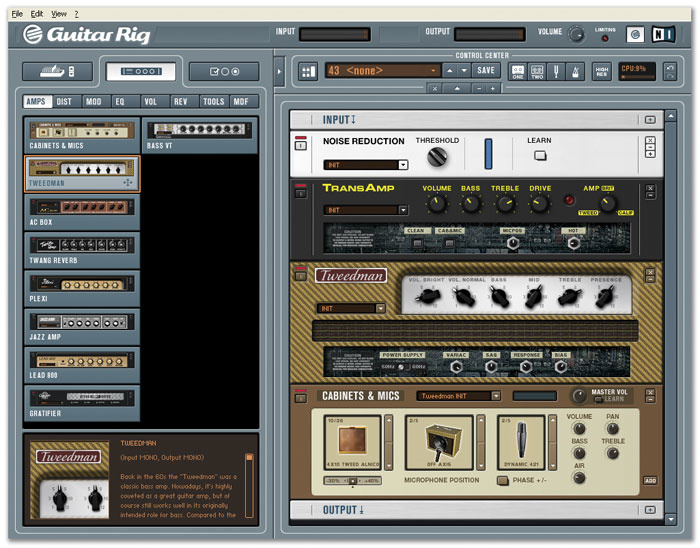 File Edit View ?
Guitar Rig
INPUT
OUTPUT
VOLUME
LIMITING
NI
CONTROL CENTER
43 <none>
SAVE
ONE
TWO
HIGH RES
CPU:9%
AMPS DIST MOD EQ VOL REV TOOLS MDF
CABINETS & MICS
BASS VT
TWEEDMAN
AC BOX
TWANG REVERB
PLEXI
JAZZ AMP
LEAD 800
GRATIFIER
Tweedman
TWEEDMAN
(Input MONO, Output MONO)
Back in the 60s the "Tweedman" was a
classic bass amp. Nowadays, it's highly
coveted as a great guitar amp, but of
course still works well in its originally
intended role for bass. Compared to the
INPUT
NOISE REDUCTION
THRESHOLD
LEARN
INIT
TRANSAMP
VOLUME BASS TREBLE DRIVE AMP BRIT
TWEED CALIF
INIT
CLEAN CAB&MIC MICPOS HOT
Tweedman
VOL. BRIGHT VOL. NORMAL BASS MID TREBLE PRESENCE
INIT
POWER SUPPLY VARIAC SAG RESPONSE BIAS
CABINETS & MICS
Tweedman INIT
MASTER VOL
LEARN
10/26
2/5
2/5
4X10 TWEED ALNICO
OFF AXIS
DYNAMIC 421
-30% +40%
MICROPHONE POSITION
PHASE +/-
VOLUME PAN
BASS TREBLE
AIR
ADD
OUTPUT